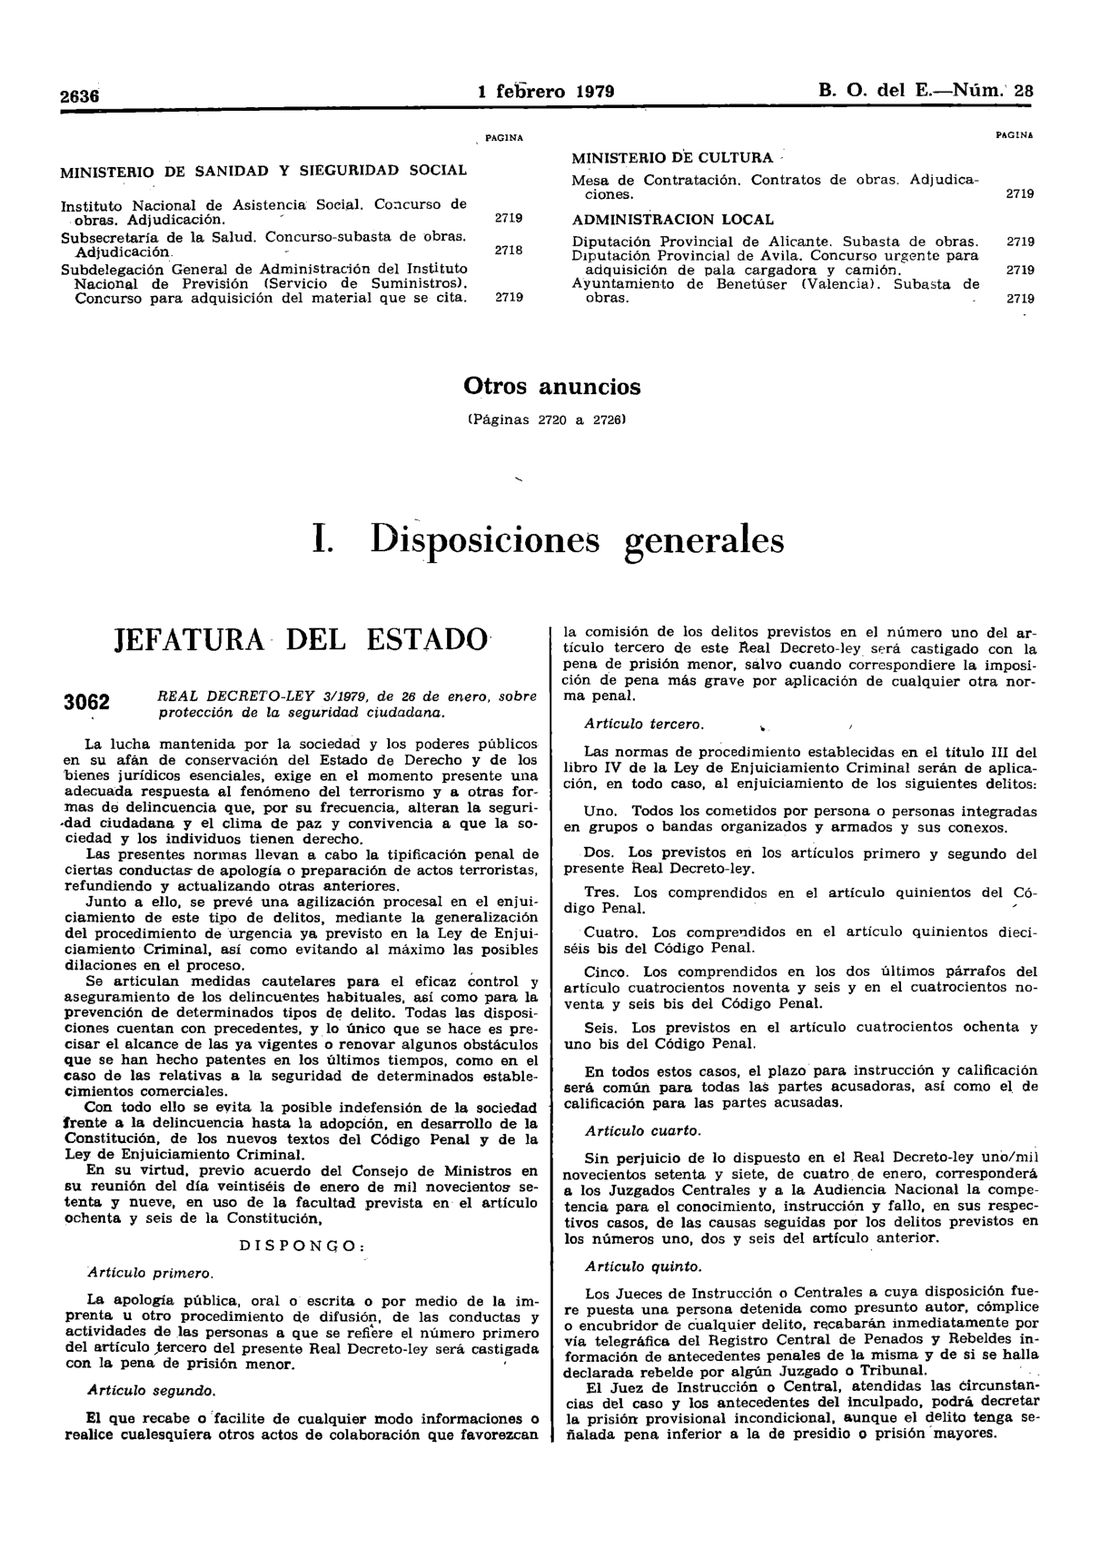 2636
1 febrero 1979
B. O. del E.—Núm. 28
PAGINA
MINISTERIO DE SANIDAD Y SIEGURIDAD SOCIAL
Instituto Nacional de Asistencia Social. Concurso de
obras. Adjudicación. 2719
Subsecretaría de la Salud. Concurso-subasta de obras.
Adjudicación. 2718
Subdelegación General de Administración del Instituto
Nacional de Previsión (Servicio de Suministros).
Concurso para adquisición del material que se cita. 2719
PAGINA
MINISTERIO DE CULTURA
Mesa de Contratación. Contratos de obras. Adjudica-
ciones. 2719
ADMINISTRACION LOCAL
Diputación Provincial de Alicante. Subasta de obras. 2719
Diputación Provincial de Avila. Concurso urgente para
adquisición de pala cargadora y camión. 2719
Ayuntamiento de Benetúser (Valencia). Subasta de
obras. 2719
Otros anuncios
(Páginas 2720 a 2726)
I. Disposiciones generales
JEFATURA DEL ESTADO
3062
REAL DECRETO-LEY 3/1979, de 26 de enero, sobre
protección de la seguridad ciudadana.
La lucha mantenida por la sociedad y los poderes públicos
en su afán de conservación del Estado de Derecho y de los
bienes jurídicos esenciales, exige en el momento presente una
adecuada respuesta al fenómeno del terrorismo y a otras for-
mas de delincuencia que, por su frecuencia, alteran la seguri-
dad ciudadana y el clima de paz y convivencia a que la so-
ciedad y los individuos tienen derecho.
Las presentes normas llevan a cabo la tipificación penal de
ciertas conductas de apología o preparación de actos terroristas,
refundiendo y actualizando otras anteriores.
Junto a ello, se prevé una agilización procesal en el enjui-
ciamiento de este tipo de delitos, mediante la generalización
del procedimiento de urgencia ya previsto en la Ley de Enjui-
ciamiento Criminal, así como evitando al máximo las posibles
dilaciones en el proceso.
Se articulan medidas cautelares para el eficaz control y
aseguramiento de los delincuentes habituales, así como para la
prevención de determinados tipos de delito. Todas las disposi-
ciones cuentan con precedentes, y lo único que se hace es pre-
cisar el alcance de las ya vigentes o renovar algunos obstáculos
que se han hecho patentes en los últimos tiempos, como en el
caso de las relativas a la seguridad de determinados estable-
cimientos comerciales.
Con todo ello se evita la posible indefensión de la sociedad
frente a la delincuencia hasta la adopción, en desarrollo de la
Constitución, de los nuevos textos del Código Penal y de la
Ley de Enjuiciamiento Criminal.
En su virtud, previo acuerdo del Consejo de Ministros en
su reunión del día veintiséis de enero de mil novecientos se-
tenta y nueve, en uso de la facultad prevista en el artículo
ochenta y seis de la Constitución,
DISPONGO:
Artículo primero.
La apología pública, oral o escrita o por medio de la im-
prenta u otro procedimiento de difusión, de las conductas y
actividades de las personas a que se refiere el número primero
del artículo tercero del presente Real Decreto-ley será castigada
con la pena de prisión menor.
Artículo segundo.
El que recabe o facilite de cualquier modo informaciones o
realice cualesquiera otros actos de colaboración que favorezcan
la comisión de los delitos previstos en el número uno del ar-
tículo tercero de este Real Decreto-ley será castigado con la
pena de prisión menor, salvo cuando correspondiere la imposi-
ción de pena más grave por aplicación de cualquier otra nor-
ma penal.
Artículo tercero.
Las normas de procedimiento establecidas en el título III del
libro IV de la Ley de Enjuiciamiento Criminal serán de aplica-
ción, en todo caso, al enjuiciamiento de los siguientes delitos:
Uno. Todos los cometidos por persona o personas integradas
en grupos o bandas organizados y armados y sus conexos.
Dos. Los previstos en los artículos primero y segundo del
presente Real Decreto-ley.
Tres. Los comprendidos en el artículo quinientos del Có-
digo Penal.
Cuatro. Los comprendidos en el artículo quinientos dieci-
séis bis del Código Penal.
Cinco. Los comprendidos en los dos últimos párrafos del
artículo cuatrocientos noventa y seis y en el cuatrocientos no-
venta y seis bis del Código Penal.
Seis. Los previstos en el artículo cuatrocientos ochenta y
uno bis del Código Penal.
En todos estos casos, el plazo para instrucción y calificación
será común para todas las partes acusadoras, así como el de
calificación para las partes acusadas.
Artículo cuarto.
Sin perjuicio de lo dispuesto en el Real Decreto-ley uno/mil
novecientos setenta y siete, de cuatro de enero, corresponderá
a los Juzgados Centrales y a la Audiencia Nacional la compe-
tencia para el conocimiento, instrucción y fallo, en sus respec-
tivos casos, de las causas seguidas por los delitos previstos en
los números uno, dos y seis del artículo anterior.
Artículo quinto.
Los Jueces de Instrucción o Centrales a cuya disposición fue-
re puesta una persona detenida como presunto autor, cómplice
o encubridor de cualquier delito, recabarán inmediatamente por
vía telegráfica del Registro Central de Penados y Rebeldes in-
formación de antecedentes penales de la misma y de si se halla
declarada rebelde por algún Juzgado o Tribunal.
El Juez de Instrucción o Central, atendidas las circunstan-
cias del caso y los antecedentes del inculpado, podrá decretar
la prisión provisional incondicional, aunque el delito tenga se-
ñalada pena inferior a la de presidio o prisión mayores.